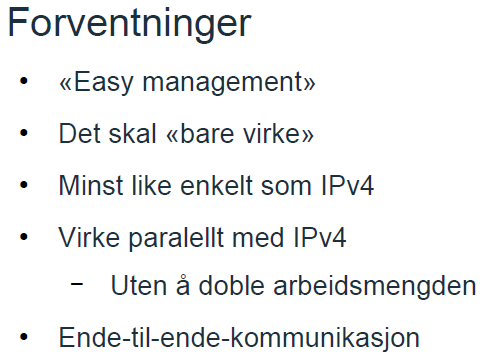 Forventninger
• «Easy management»
• Det skal «bare virke»
• Minst like enkelt som IPv4
• Virke paralellt med IPv4
– Uten å doble arbeidsmengden
• Ende-til-ende-kommunikasjon